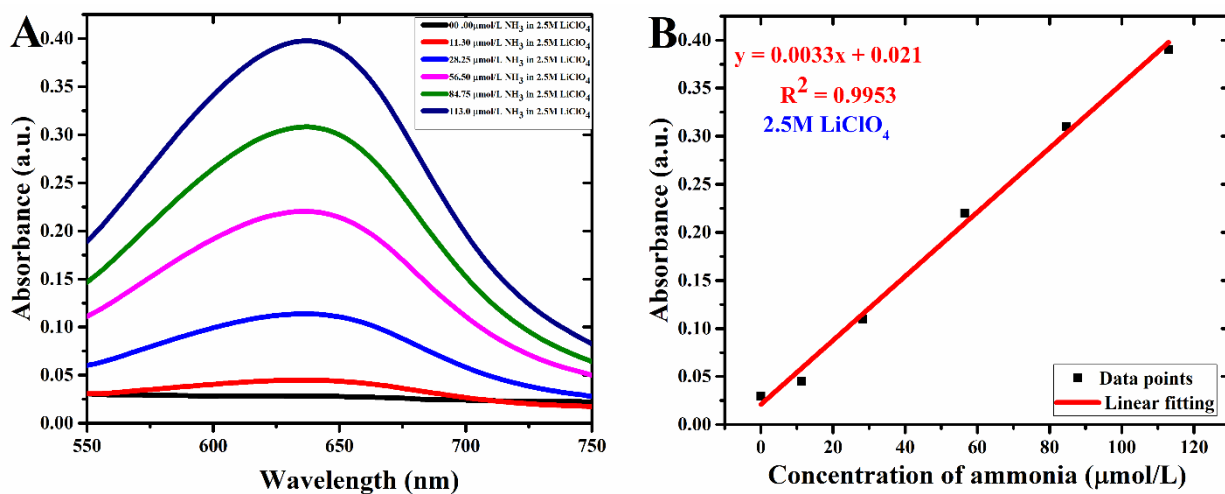 A
0.40
0.35
0.30
0.25
0.20
0.15
0.10
0.05
0.00
Absorbance (a.u.)
00 .00 μmol/L NH3 in 2.5M LiClO4
11.30 μmol/L NH3 in 2.5M LiClO4
28.25 μmol/L NH3 in 2.5M LiClO4
56.50 μmol/L NH3 in 2.5M LiClO4
84.75 μmol/L NH3 in 2.5M LiClO4
113.0 μmol/L NH3 in 2.5M LiClO4
550 600 650 700 750
Wavelength (nm)
B
0.40
0.35
0.30
0.25
0.20
0.15
0.10
0.05
0.00
Absorbance (a.u.)
y = 0.0033x + 0.021
R² = 0.9953
2.5M LiClO4
Data points
Linear fitting
0 20 40 60 80 100 120
Concentration of ammonia (μmol/L)